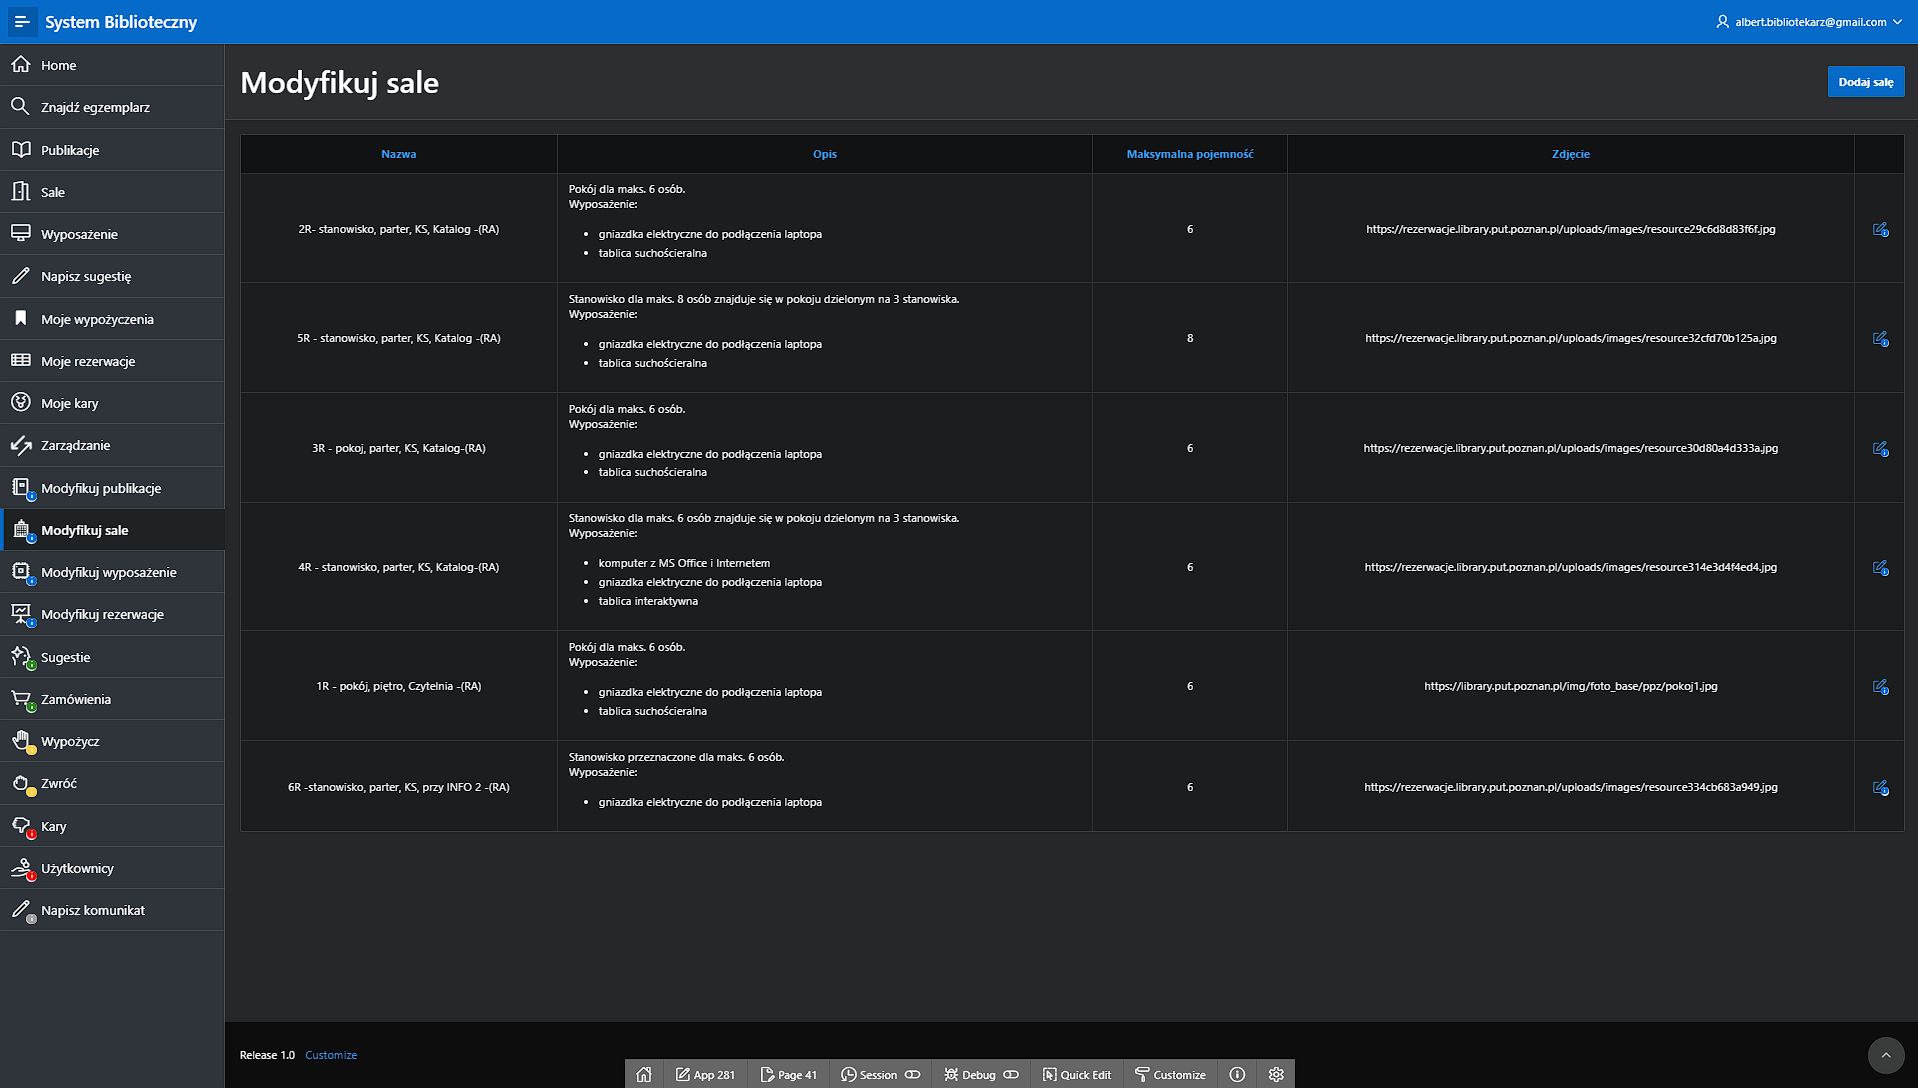 System Biblioteczny
albert.bibliotekarz@gmail.com
Home
Znajdź egzemplarz
Publikacje
Sale
Wyposażenie
Napisz sugestię
Moje wypożyczenia
Moje rezerwacje
Moje kary
Zarządzanie
Modyfikuj publikacje
Modyfikuj sale
Modyfikuj wyposażenie
Modyfikuj rezerwacje
Sugestie
Zamówienia
Wypożycz
Zwróć
Kary
Użytkownicy
Napisz komunikat
Modyfikuj sale
Dodaj salę
Nazwa Opis Maksymalna pojemność Zdjęcie
2R- stanowisko, parter, KS, Katalog -(RA)
Pokój dla maks. 6 osób.
Wyposażenie:
• gniazdka elektryczne do podłączenia laptopa
• tablica suchościeralna
6
https://rezerwacje.library.put.poznan.pl/uploads/images/resource29c6d8d83f6f.jpg
5R - stanowisko, parter, KS, Katalog -(RA)
Stanowisko dla maks. 8 osób znajduje się w pokoju dzielonym na 3 stanowiska.
Wyposażenie:
• gniazdka elektryczne do podłączenia laptopa
• tablica suchościeralna
8
https://rezerwacje.library.put.poznan.pl/uploads/images/resource32cfd70b125a.jpg
3R - pokoj, parter, KS, Katalog-(RA)
Pokój dla maks. 6 osób.
Wyposażenie:
• gniazdka elektryczne do podłączenia laptopa
• tablica suchościeralna
6
https://rezerwacje.library.put.poznan.pl/uploads/images/resource30d80a4d333a.jpg
4R - stanowisko, parter, KS, Katalog-(RA)
Stanowisko dla maks. 6 osób znajduje się w pokoju dzielonym na 3 stanowiska.
Wyposażenie:
• komputer z MS Office i Internetem
• gniazdka elektryczne do podłączenia laptopa
• tablica interaktywna
6
https://rezerwacje.library.put.poznan.pl/uploads/images/resource314e3d4f4ed4.jpg
1R - pokój, piętro, Czytelnia -(RA)
Pokój dla maks. 6 osób.
Wyposażenie:
• gniazdka elektryczne do podłączenia laptopa
• tablica suchościeralna
6
https://library.put.poznan.pl/img/foto_base/ppz/pokoj1.jpg
6R -stanowisko, parter, KS, przy INFO 2 -(RA)
Stanowisko przeznaczone dla maks. 6 osób.
Wyposażenie:
• gniazdka elektryczne do podłączenia laptopa
6
https://rezerwacje.library.put.poznan.pl/uploads/images/resource334cb683a949.jpg
Release 1.0 Customize
App 281 Page 41 Session Debug Quick Edit Customize